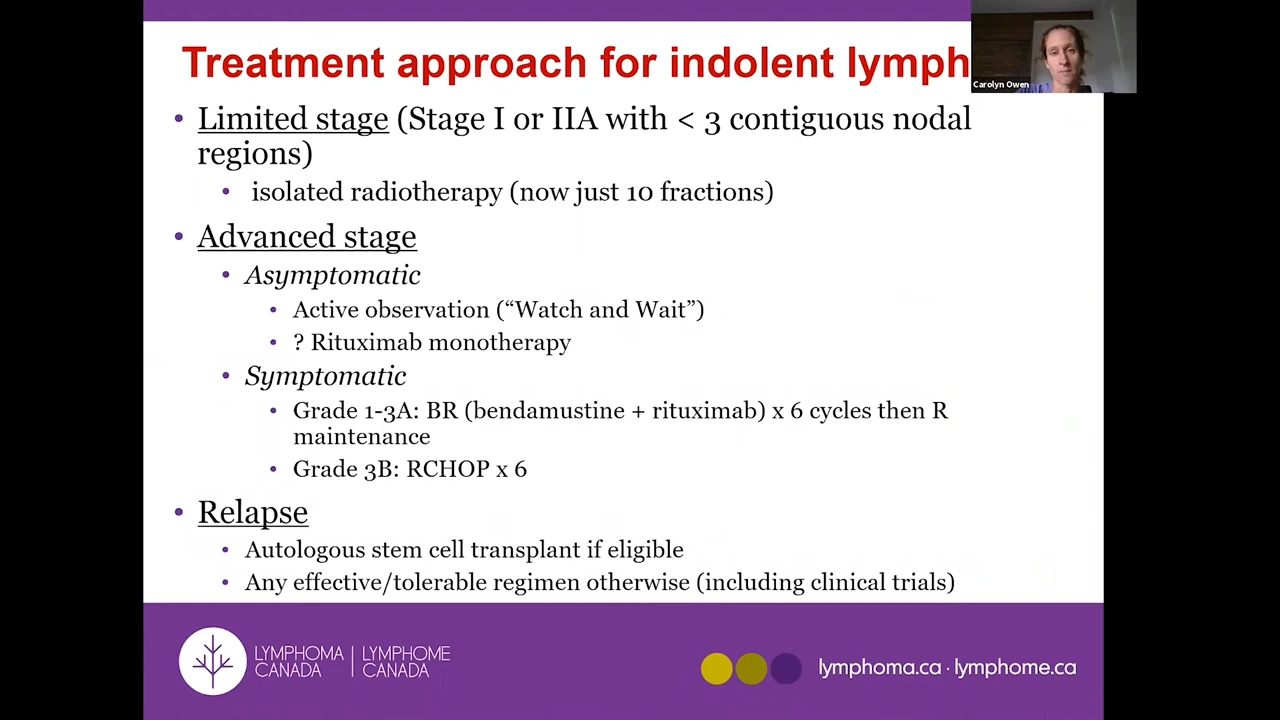 Treatment approach for indolent lymph
Carolyn Owen
• Limited stage (Stage I or IIA with < 3 contiguous nodal
regions)
• isolated radiotherapy (now just 10 fractions)
• Advanced stage
• Asymptomatic
• Active observation (“Watch and Wait”)
• ? Rituximab monotherapy
• Symptomatic
• Grade 1-3A: BR (bendamustine + rituximab) x 6 cycles then R
maintenance
• Grade 3B: RCHOP x 6
• Relapse
• Autologous stem cell transplant if eligible
• Any effective/tolerable regimen otherwise (including clinical trials)
LYMPHOMA | LYMPHOME
CANADA | CANADA
lymphoma.ca · lymphome.ca